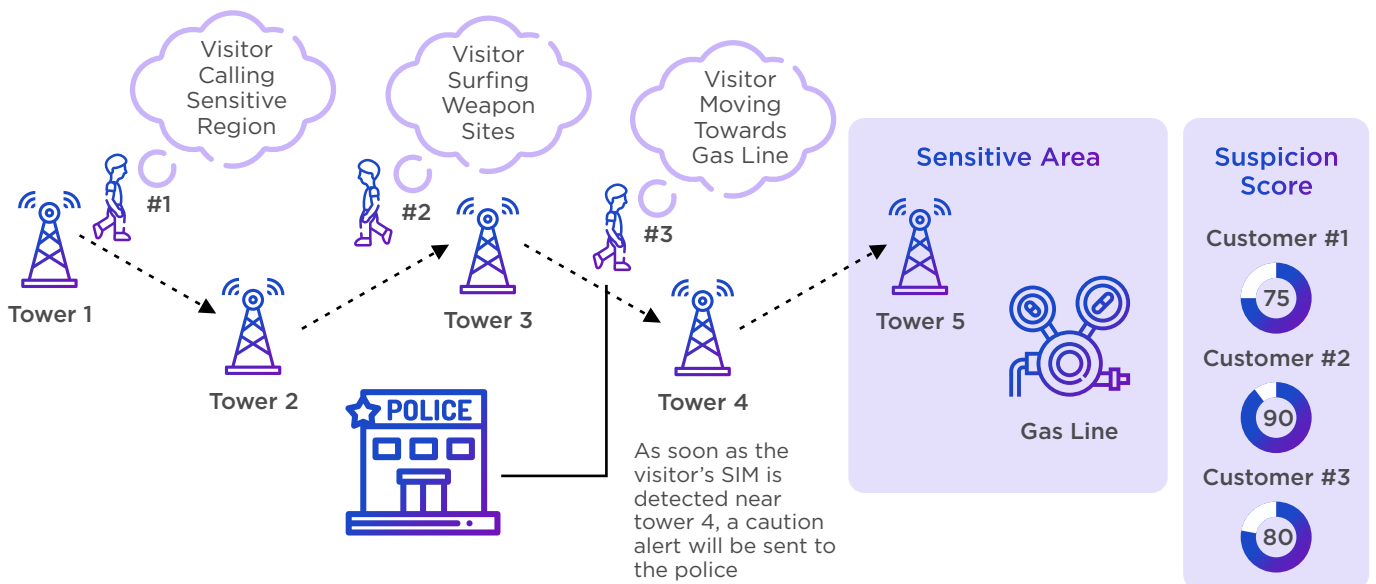 Visitor
Calling
Sensitive
Region
Visitor
Surfing
Weapon
Sites
Visitor
Moving
Towards
Gas Line
#1
#2
#3
Tower 1
Tower 2
Tower 3
Tower 4
POLICE
As soon as the
visitor's SIM is
detected near
tower 4, a caution
alert will be sent to
the police
Sensitive Area
Tower 5
Gas Line
Suspicion
Score
Customer #1
75
Customer #2
90
Customer #3
80